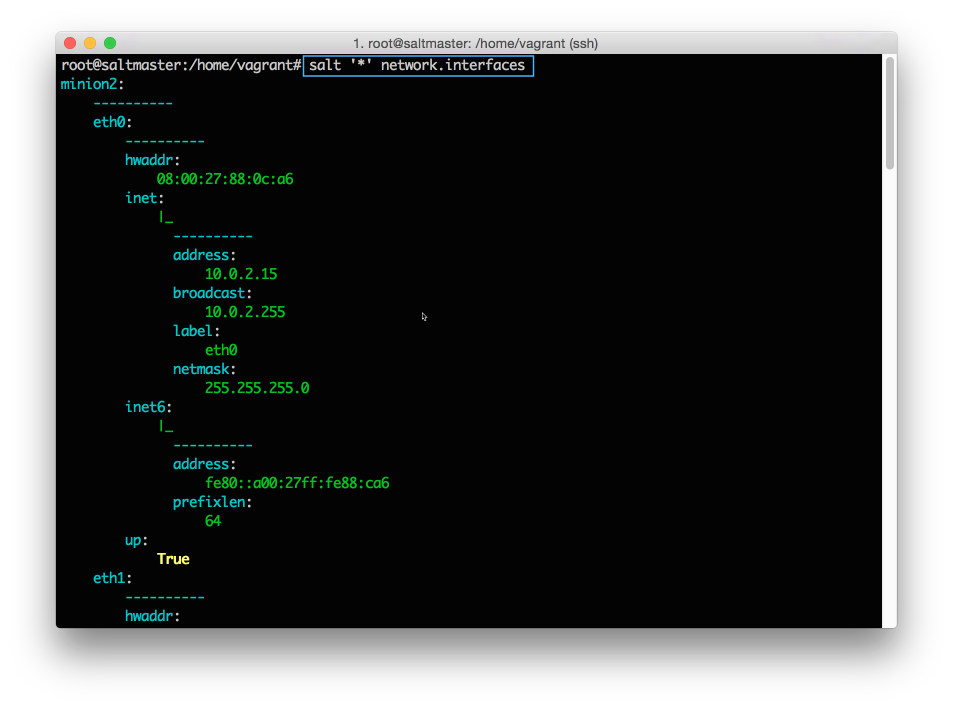 1. root@saltmaster: /home/vagrant (ssh)
root@saltmaster:/home/vagrant# salt '*' network.interfaces
minion2:
    ----------
    eth0:
        ----------
        hwaddr:
            08:00:27:88:0c:a6
        inet:
            |_
              ----------
              address:
                  10.0.2.15
              broadcast:
                  10.0.2.255
              label:
                  eth0
              netmask:
                  255.255.255.0
        inet6:
            |_
              ----------
              address:
                  fe80::a00:27ff:fe88:ca6
              prefixlen:
                  64
        up:
            True
    eth1:
        ----------
        hwaddr: